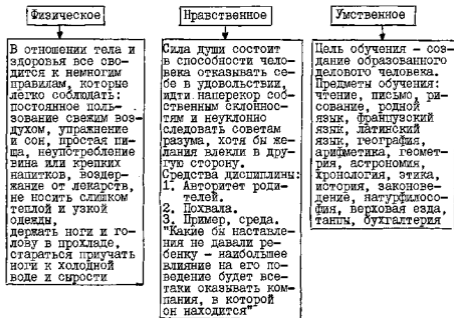 Физическое
В отношении тела и
здоровья все сво-
дится к немногим
правилам, которые
легко соблюдать:
постоянное поль-
зование свежим воз-
духом, упражнение
и сон, простая пи-
ща, неупотребление
вина или крепких
напитков, воздер-
жание от лекарств,
не носить слишком
теплой и узкой
одежды,
держать ноги и го-
лову в прохладе,
стараться приучать
ноги к холодной
воде и сырости
Нравственное
Сила души состоит
в способности чело-
века отказывать се-
бе в удовольствии,
идти наперекор соб-
ственным склоннос-
тям и неуклонно
следовать советам
разума, хотя бы же-
лания влекли в дру-
гую сторону.
Средства дисциплины:
1. Авторитет роди-
телей.
2. Похвала.
3. Пример, среда.
"Какие бы наставле-
ния не давали ре-
бенку – наибольшее
влияние на его по-
ведение будет все-
таки оказывать ком-
пания, в которой
он находится"
Умственное
Цель обучения – соз-
дание образованного
делового человека.
Предметы обучения:
чтение, письмо, ри-
сование, родной
язык, французский
язык, латинский
язык, география,
арифметика, геомет-
рия, астрономия,
хронология, этика,
история, законове-
дение, натурфилосо-
фия, верховая езда,
танцы, бухгалтерия